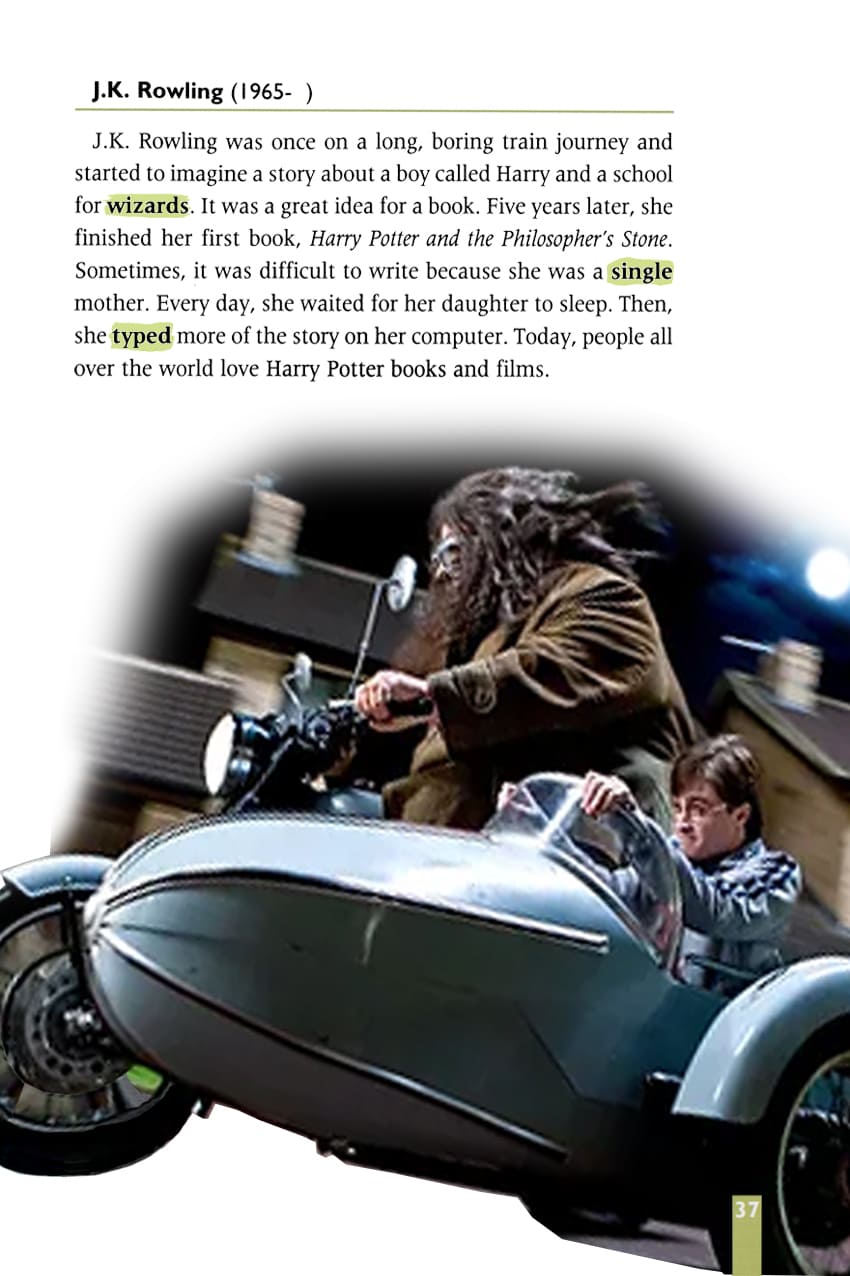 J.K. Rowling (1965-  )
J.K. Rowling was once on a long, boring train journey and
started to imagine a story about a boy called Harry and a school
for wizards. It was a great idea for a book. Five years later, she
finished her first book, Harry Potter and the Philosopher's Stone.
Sometimes, it was difficult to write because she was a single
mother. Every day, she waited for her daughter to sleep. Then,
she typed more of the story on her computer. Today, people all
over the world love Harry Potter books and films.
37